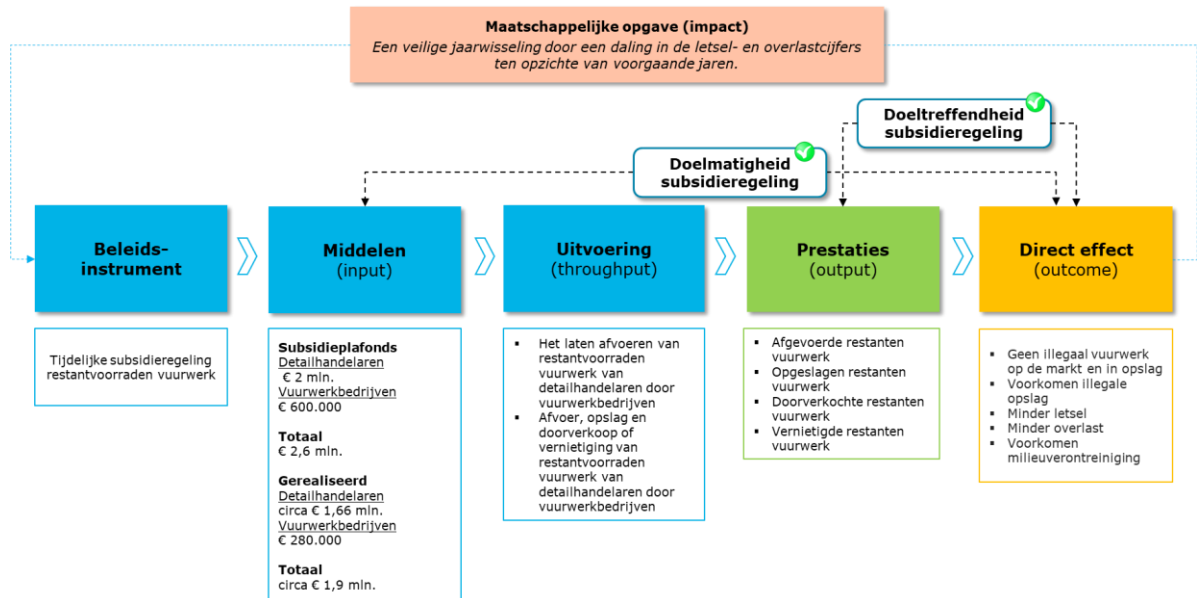 Maatschappelijke opgave (impact)
Een veilige jaarwisseling door een daling in de letsel- en overlastcijfers
ten opzichte van voorgaande jaren.
Doeltreffendheid
subsidieregeling
Doelmatigheid
subsidieregeling
Beleids-
instrument
Middelen
(input)
Uitvoering
(throughput)
Prestaties
(output)
Direct effect
(outcome)
Tijdelijke subsidieregeling
restantvoorraden vuurwerk
Subsidieplafonds
Detailhandelaren
€ 2 mln.
Vuurwerkbedrijven
€ 600.000
Totaal
€ 2,6 mln.
Gerealiseerd
Detailhandelaren
circa € 1,66 mln.
Vuurwerkbedrijven
€ 280.000
Totaal
circa € 1,9 mln.
▪ Het laten afvoeren van
restantvoorraden
vuurwerk van
detailhandelaren door
vuurwerkbedrijven
▪ Afvoer, opslag en
doorverkoop of
vernietiging van
restantvoorraden
vuurwerk van
detailhandelaren door
vuurwerkbedrijven
▪ Afgevoerde restanten
vuurwerk
▪ Opgeslagen restanten
vuurwerk
▪ Doorverkochte restanten
vuurwerk
▪ Vernietigde restanten
vuurwerk
▪ Geen illegaal vuurwerk
op de markt en in opslag
▪ Voorkomen illegale
opslag
▪ Minder letsel
▪ Minder overlast
▪ Voorkomen
milieuverontreiniging